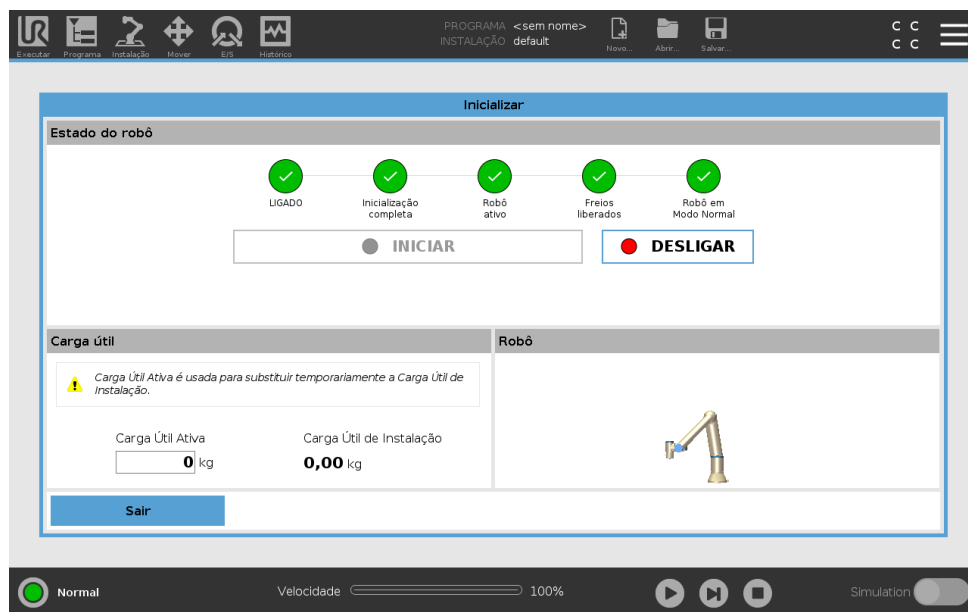 PROGRAMA <sem nome>
INSTALAÇÃO default
Executar Programa Instalação Mover E/S Histórico Novo... Abrir... Salvar...
C C
C C
Inicializar
Estado do robô
LIGADO
Inicialização
completa
Robô
ativo
Freios
liberados
Robô em
Modo Normal
INICIAR
DESLIGAR
Carga útil
Robô
Carga Útil Ativa é usada para substituir temporariamente a Carga Útil de
Instalação.
Carga Útil Ativa
Carga Útil de Instalação
0 kg
0,00 kg
Sair
Normal
Velocidade 100%
Simulation